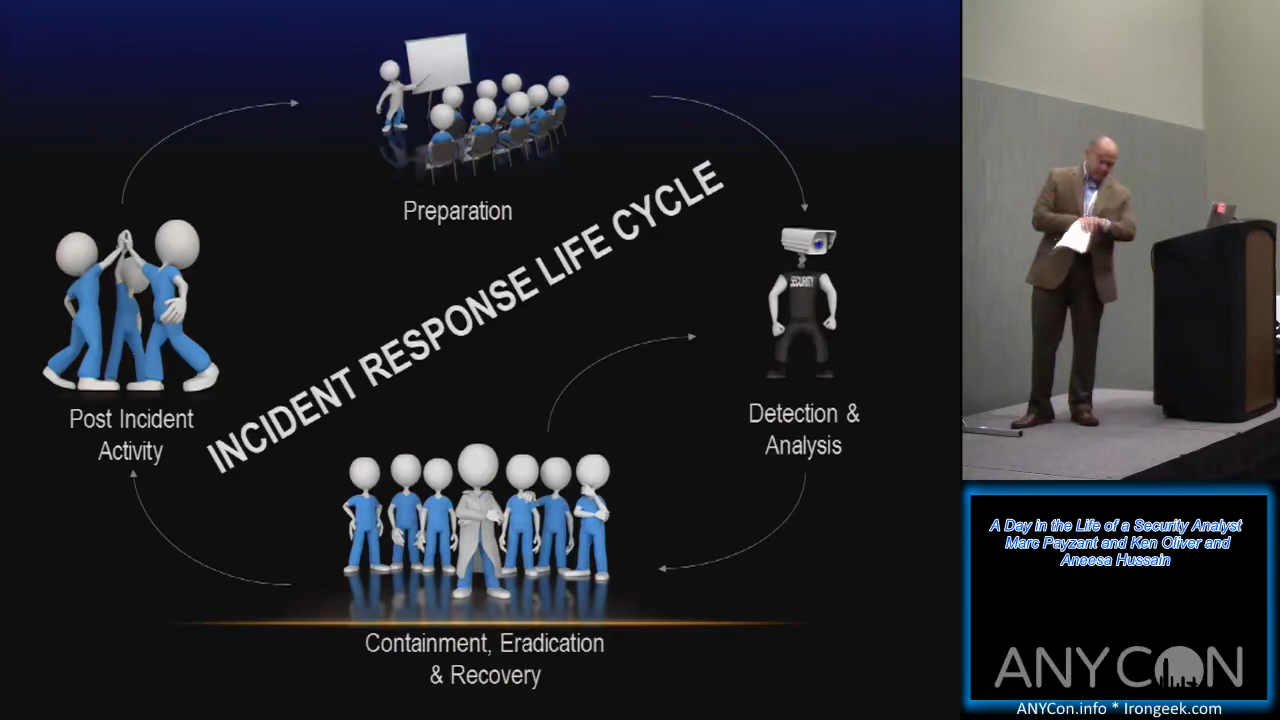 Preparation
INCIDENT RESPONSE LIFE CYCLE
SECURITY
Detection &
Analysis
Post Incident
Activity
Containment, Eradication
& Recovery
A Day in the Life of a Security Analyst
Marc Payzant and Ken Oliver and
Aneesa Hussain
ANYCON
ANYCon.info * Irongeek.com